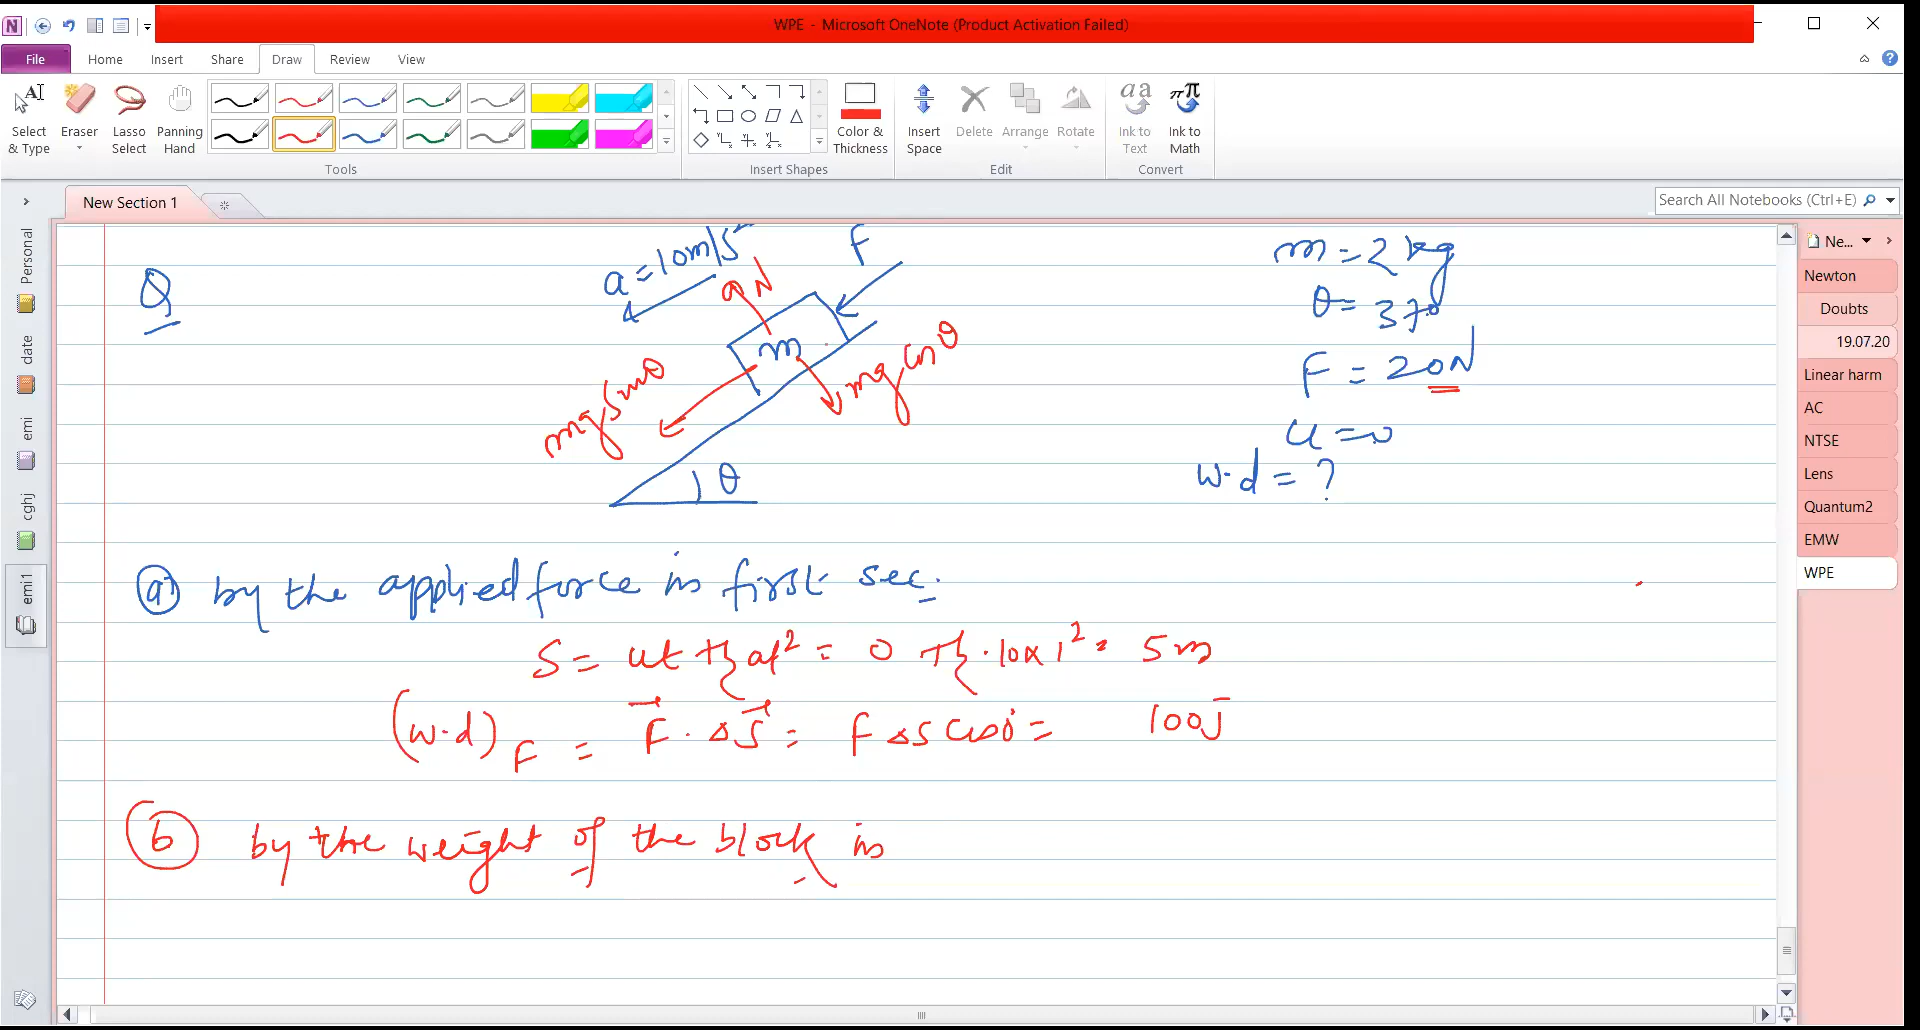 WPE - Microsoft OneNote (Product Activation Failed)
File Home Insert Share Draw Review View
Select & Type
Eraser
Lasso Select
Panning Hand
Color & Thickness
Insert Space
Delete
Arrange
Rotate
Ink to Text
Ink to Math
Tools
Insert Shapes
Edit
Convert
New Section 1
Search All Notebooks (Ctrl+E)
Personal
date
emi
cghj
emi1
Ne...
Newton
Doubts
19.07.20
Linear harm
AC
NTSE
Lens
Quantum2
EMW
WPE
Q
a = 10m/s²
F
N
m
mg sinθ
mg cosθ
θ
m = 2 kg
θ = 37°
F = 20N
u = 0
w.d = ?
(a) by the applied force in first sec.
S = ut + ½ at² = 0 + ½ . 10 x 1² = 5m
(w.d)F = F⃗ . ΔS⃗ = F ΔS cos0° = 100J
(b) by the weight of the block in